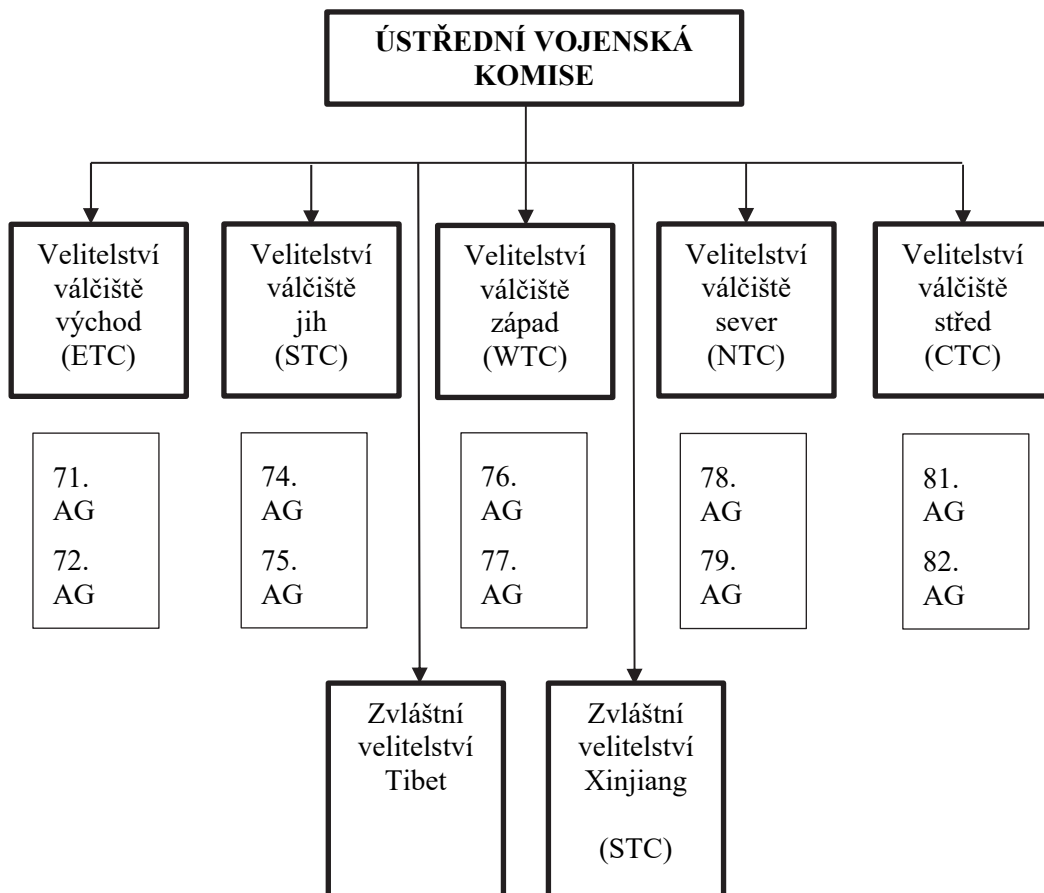 ÚSTŘEDNÍ VOJENSKÁ
KOMISE
Velitelství
válčiště
východ
(ETC)
Velitelství
válčiště
jih
(STC)
Velitelství
válčiště
západ
(WTC)
Velitelství
válčiště
sever
(NTC)
Velitelství
válčiště
střed
(CTC)
71.
AG
72.
AG
74.
AG
75.
AG
76.
AG
77.
AG
78.
AG
79.
AG
81.
AG
82.
AG
Zvláštní
velitelství
Tibet
Zvláštní
velitelství
Xinjiang
(STC)